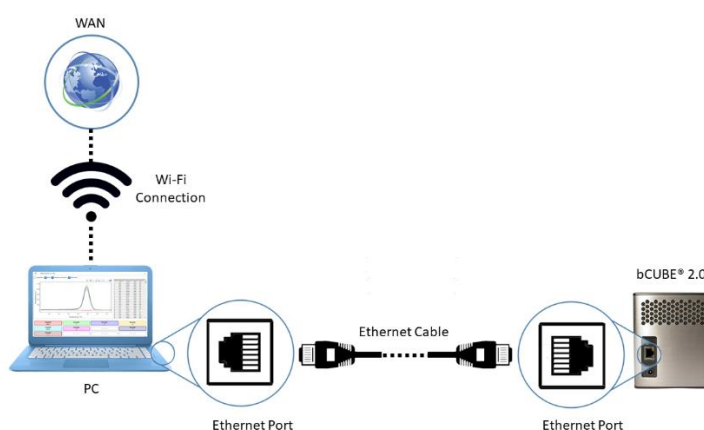 WAN
Wi-Fi
Connection
bCUBE® 2.0
Ethernet Cable
PC
Ethernet Port
Ethernet Port